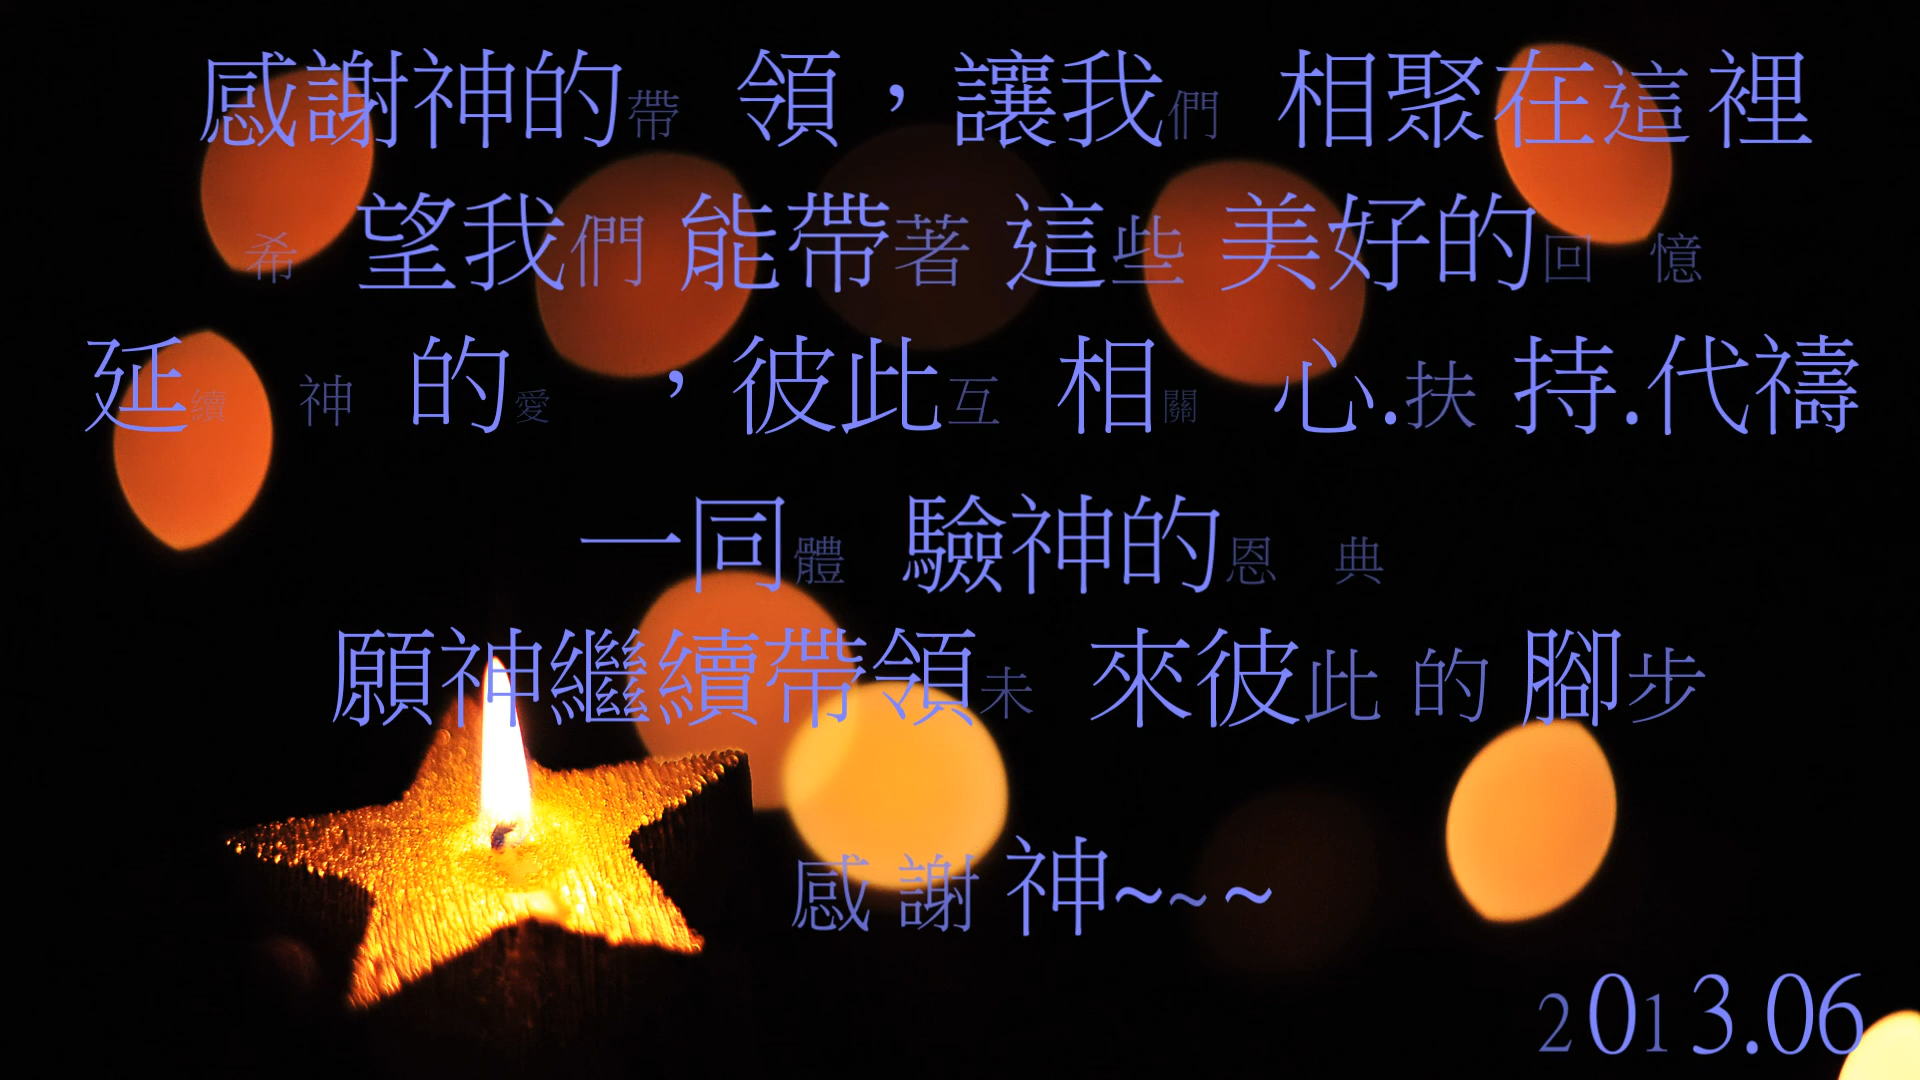 感謝神的帶領，讓我們相聚在這裡
希望我們能帶著這些美好的回憶
延續神的愛，彼此互相關心.扶持.代禱
一同體驗神的恩典
願神繼續帶領未來彼此的腳步
感謝神~~~
2013.06